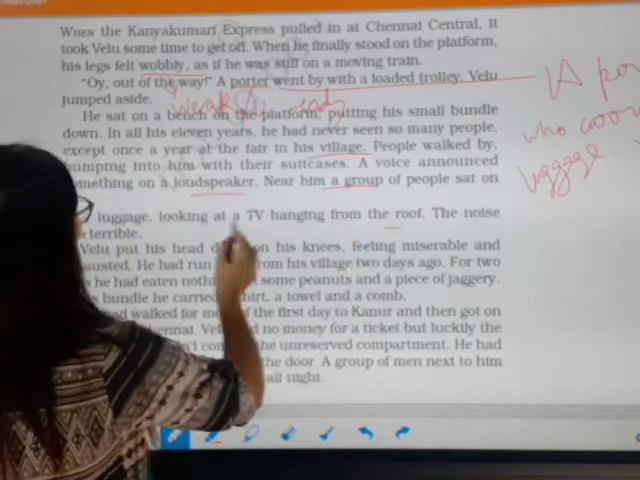 WHEN the Kanyakumari Express pulled in at Chennai Central, it
took Velu some time to get off. When he finally stood on the platform,
his legs felt wobbly, as if he was still on a moving train.
"Oy, out of the way!" A porter went by with a loaded trolley. Velu
jumped aside.
weak
He sat on a bench on the platform, putting his small bundle
down. In all his eleven years, he had never seen so many people,
except once a year at the fair in his village. People walked by,
bumping into him with their suitcases. A voice announced
something on a loudspeaker. Near him a group of people sat on
luggage, looking at a TV hanging from the roof. The noise
terrible.
Velu put his head on his knees, feeling miserable and
He had run from his village two days ago. For two
he had eaten some peanuts and a piece of jaggery.
bundle he carried a towel and a comb.
walked for the first day to Kanur and then got on
no money for a ticket but luckily the
the unreserved compartment. He had
the door. A group of men next to him
all night.
A
who
luggage